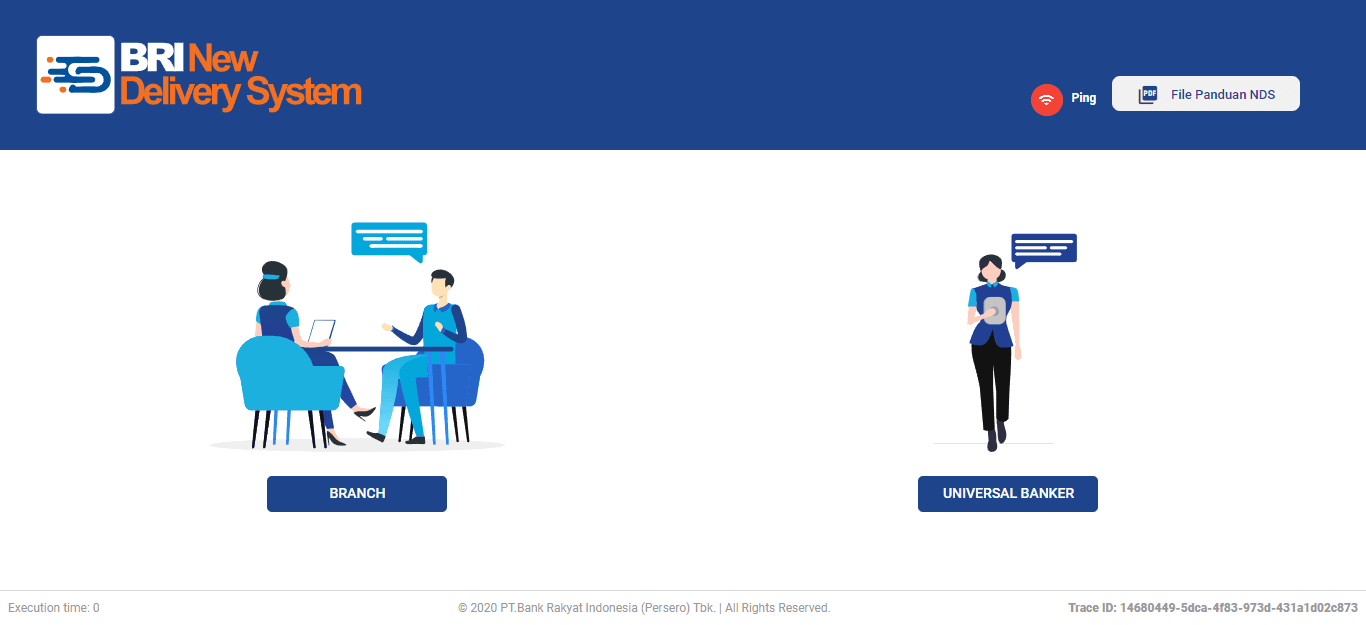 BRI New
Delivery System
Ping
PDF
File Panduan NDS
BRANCH
UNIVERSAL BANKER
Execution time: 0
© 2020 PT.Bank Rakyat Indonesia (Persero) Tbk. | All Rights Reserved.
Trace ID: 14680449-5dca-4f83-973d-431a1d02c873